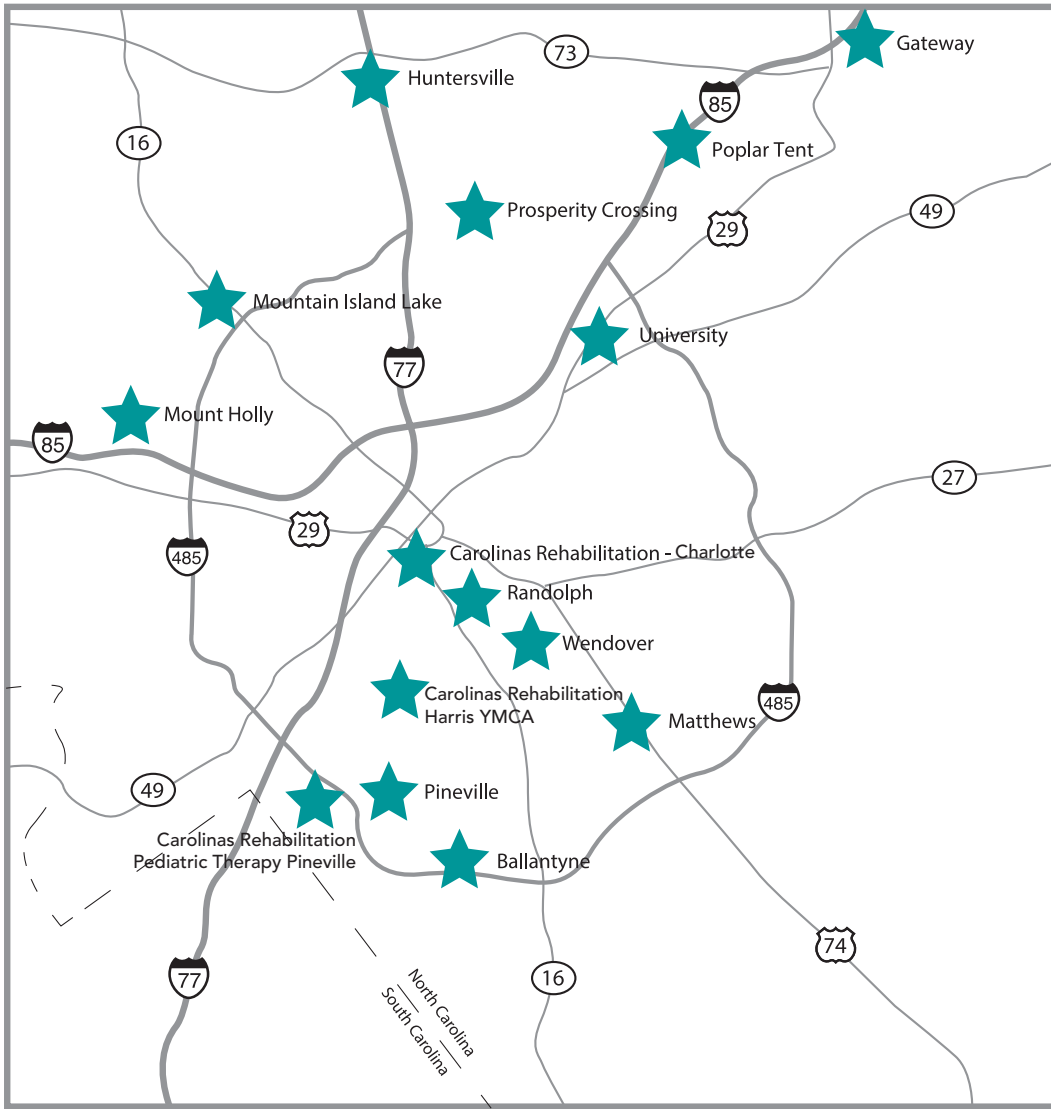 Gateway
73
Huntersville
85
16
Poplar Tent
Prosperity Crossing
49
29
Mountain Island Lake
University
77
Mount Holly
85
27
29
Carolinas Rehabilitation - Charlotte
485
Randolph
Wendover
Carolinas Rehabilitation
Harris YMCA
485
Matthews
49
Pineville
Carolinas Rehabilitation
Pediatric Therapy Pineville
Ballantyne
74
77
16
North Carolina
South Carolina